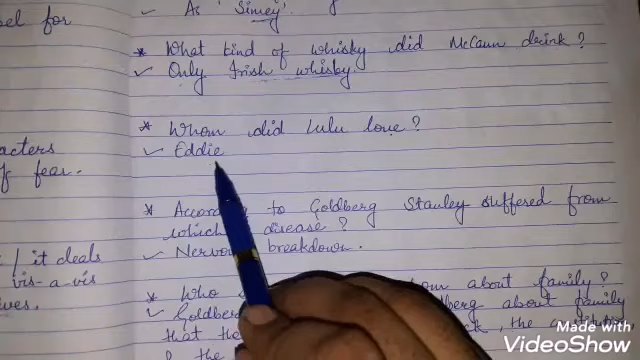 el for
✓ As 'Simey'.
* What kind of whisky did McCann drink?
✓ Only Irish whisky.
* Whom did Lulu love?
acters
✓ Eddie
of fear.
* According to Goldberg Stanley suffered from
which disease?
it deals
✓ Nervous breakdown.
vis-a-vis
* Who about family?
✓ Goldberg about family
that the the
the
Made with
VideoShow